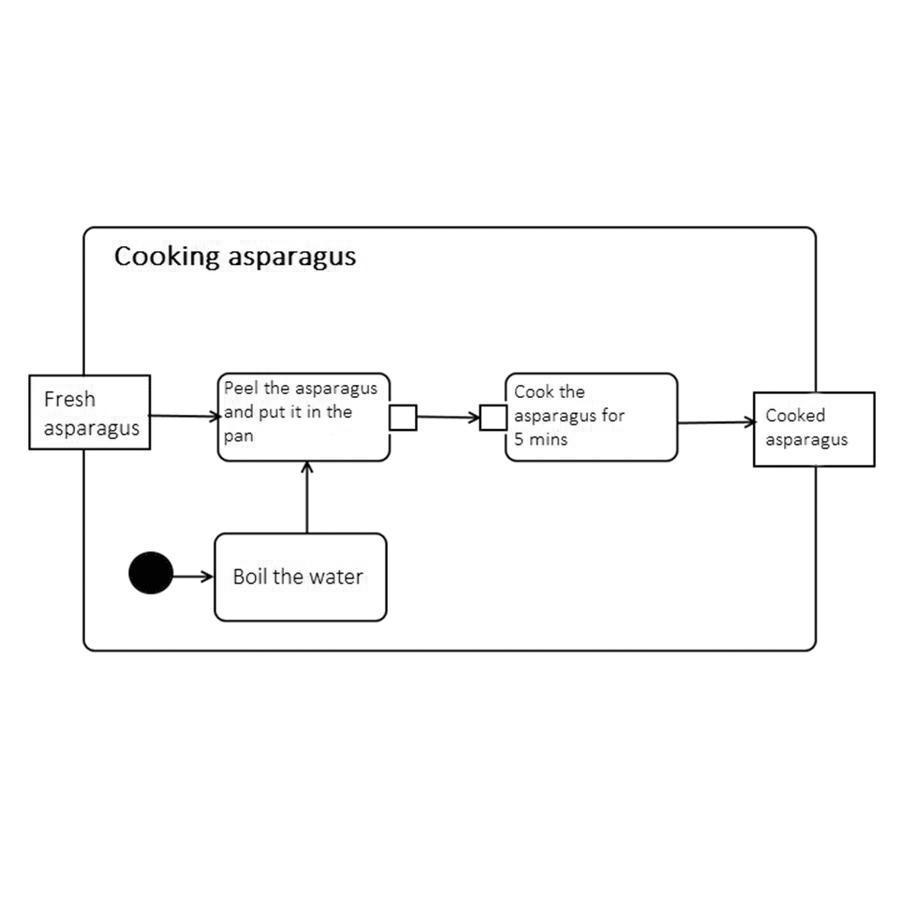 Cooking asparagus
Fresh
asparagus
Peel the asparagus
and put it in the
pan
Cook the
asparagus for
5 mins
Cooked
asparagus
Boil the water